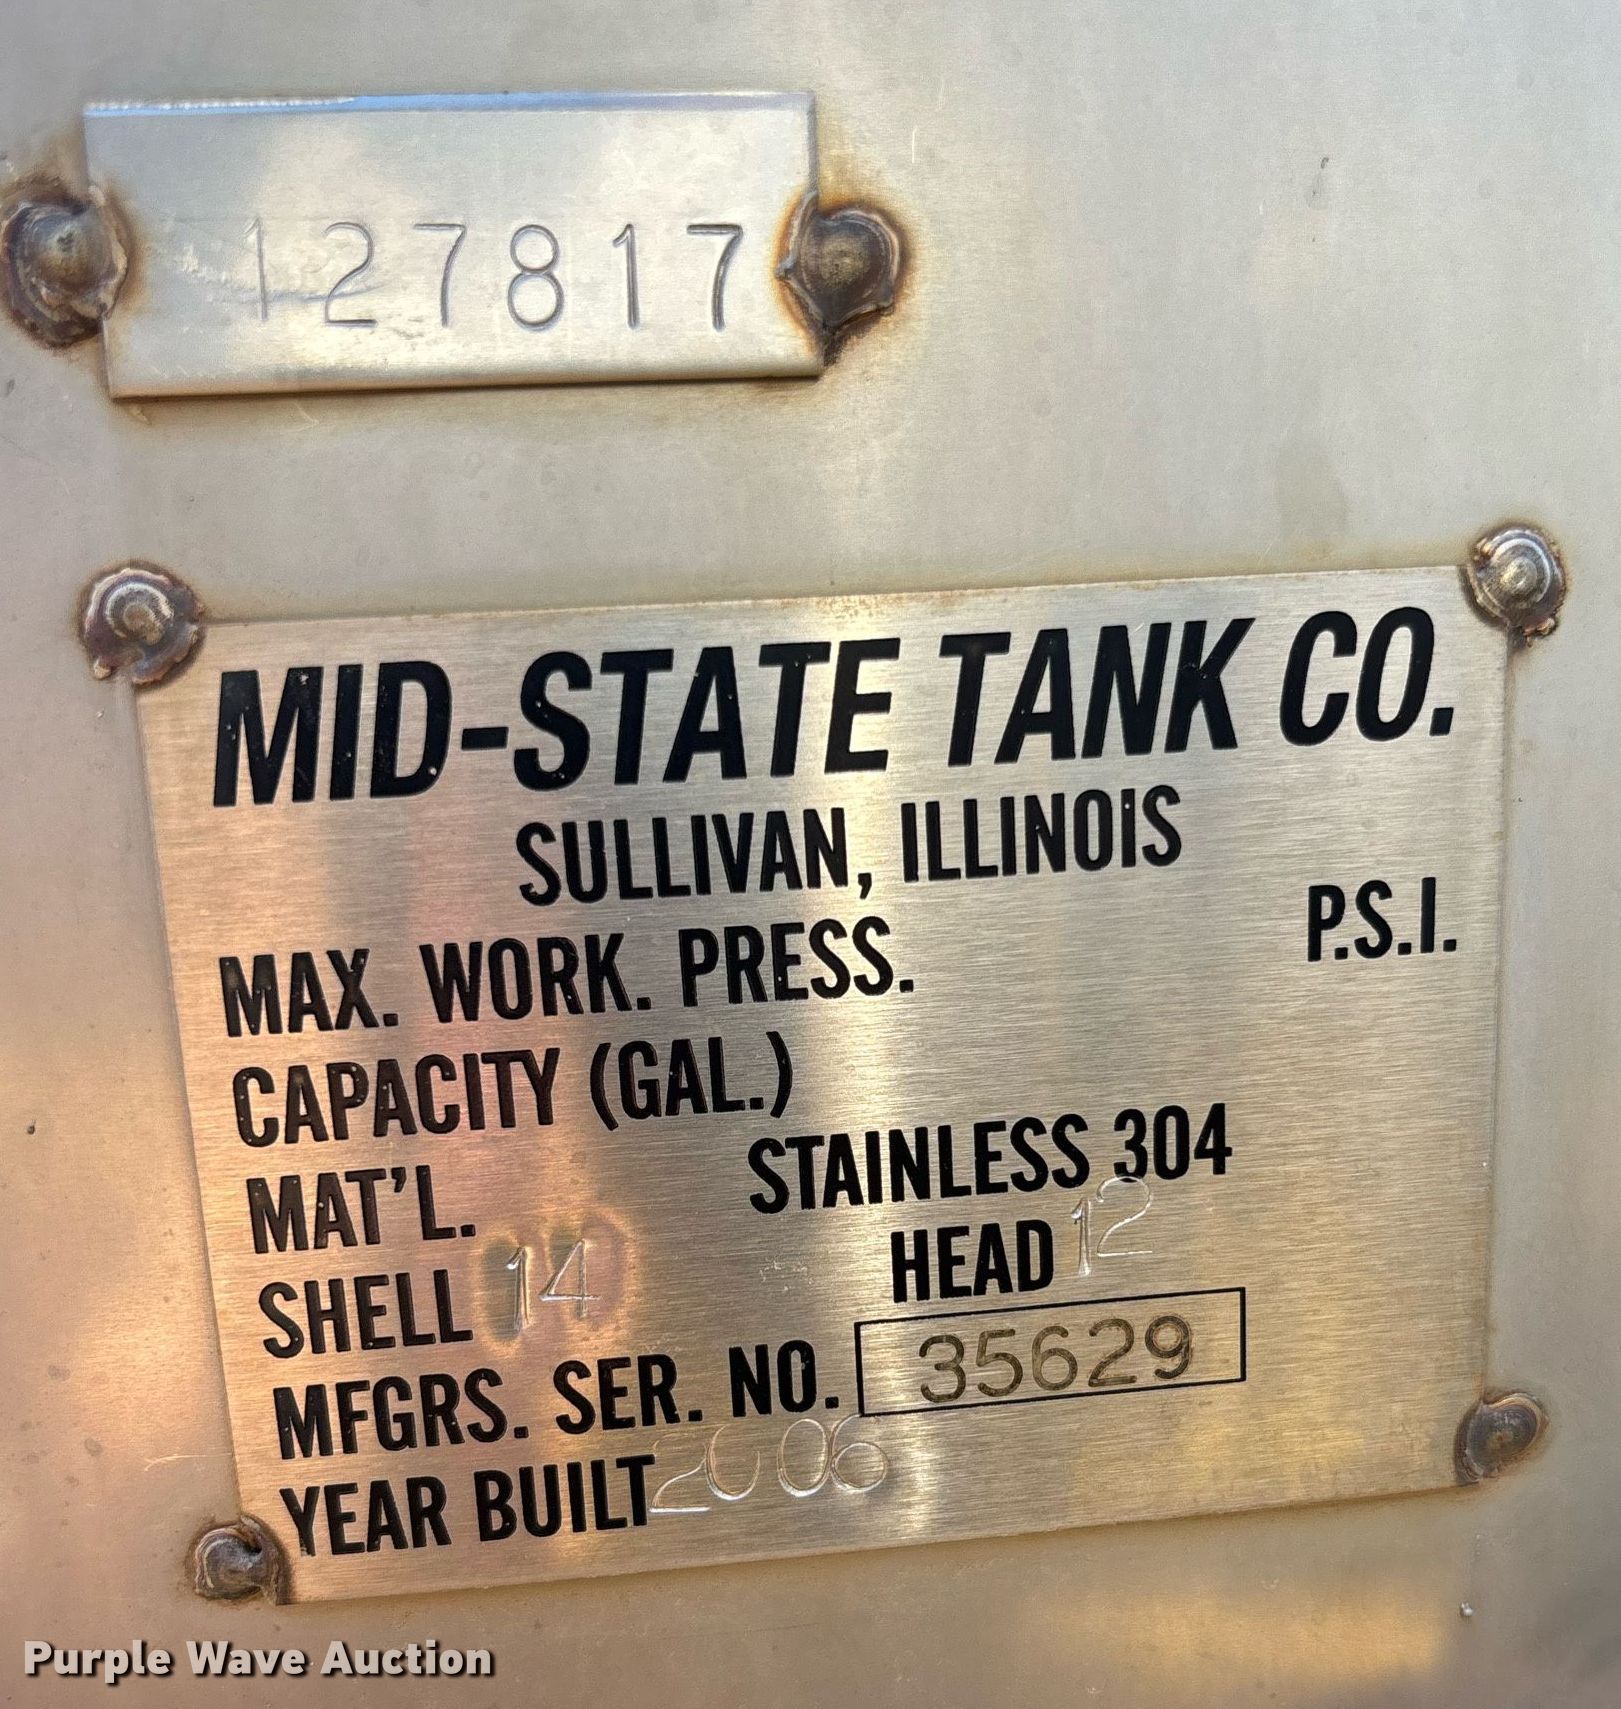 127817
MID-STATE TANK CO.
SULLIVAN, ILLINOIS
MAX. WORK. PRESS. P.S.I.
CAPACITY (GAL.)
MAT'L. STAINLESS 304
SHELL 14 HEAD 12
MFGRS. SER. NO. 35629
YEAR BUILT 2006
Purple Wave Auction